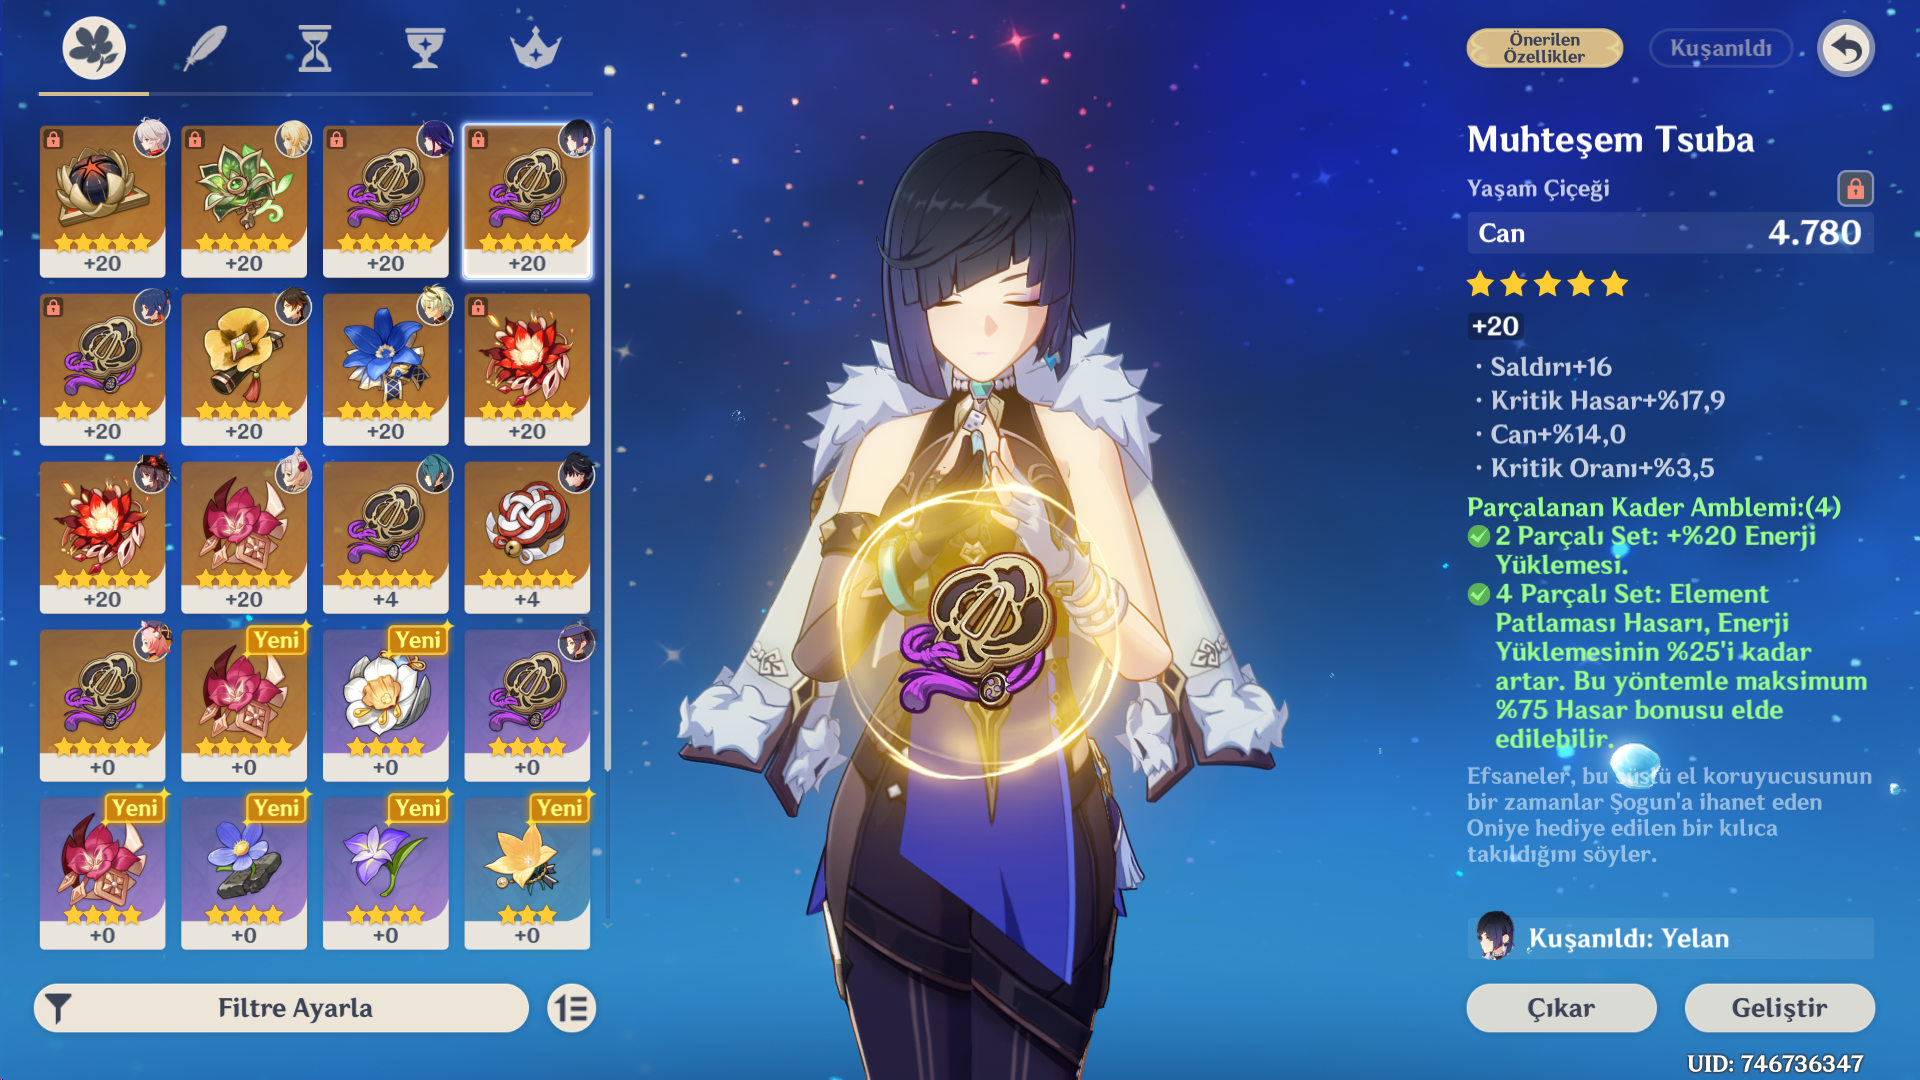 Önerilen
Özellikler
Kuşanıldı
Muhteşem Tsuba
Yaşam Çiçeği
Can 4.780
+20
· Saldırı+16
· Kritik Hasar+%17,9
· Can+%14,0
· Kritik Oranı+%3,5
Parçalanan Kader Amblemi:(4)
2 Parçalı Set: +%20 Enerji
Yüklemesi.
4 Parçalı Set: Element
Patlaması Hasarı, Enerji
Yüklemesinin %25'i kadar
artar. Bu yöntemle maksimum
%75 Hasar bonusu elde
edilebilir.
Efsaneler, bu süslü el koruyucusunun
bir zamanlar Şogun'a ihanet eden
Oniye hediye edilen bir kılıca
takıldığını söyler.
Kuşanıldı: Yelan
Çıkar Geliştir
UID: 746736347
+20 +20 +20 +20
+20 +20 +20 +20
+20 +20 +4 +4
Yeni Yeni
+0 +0 +0 +0
Yeni Yeni Yeni Yeni
+0 +0 +0 +0
Filtre Ayarla